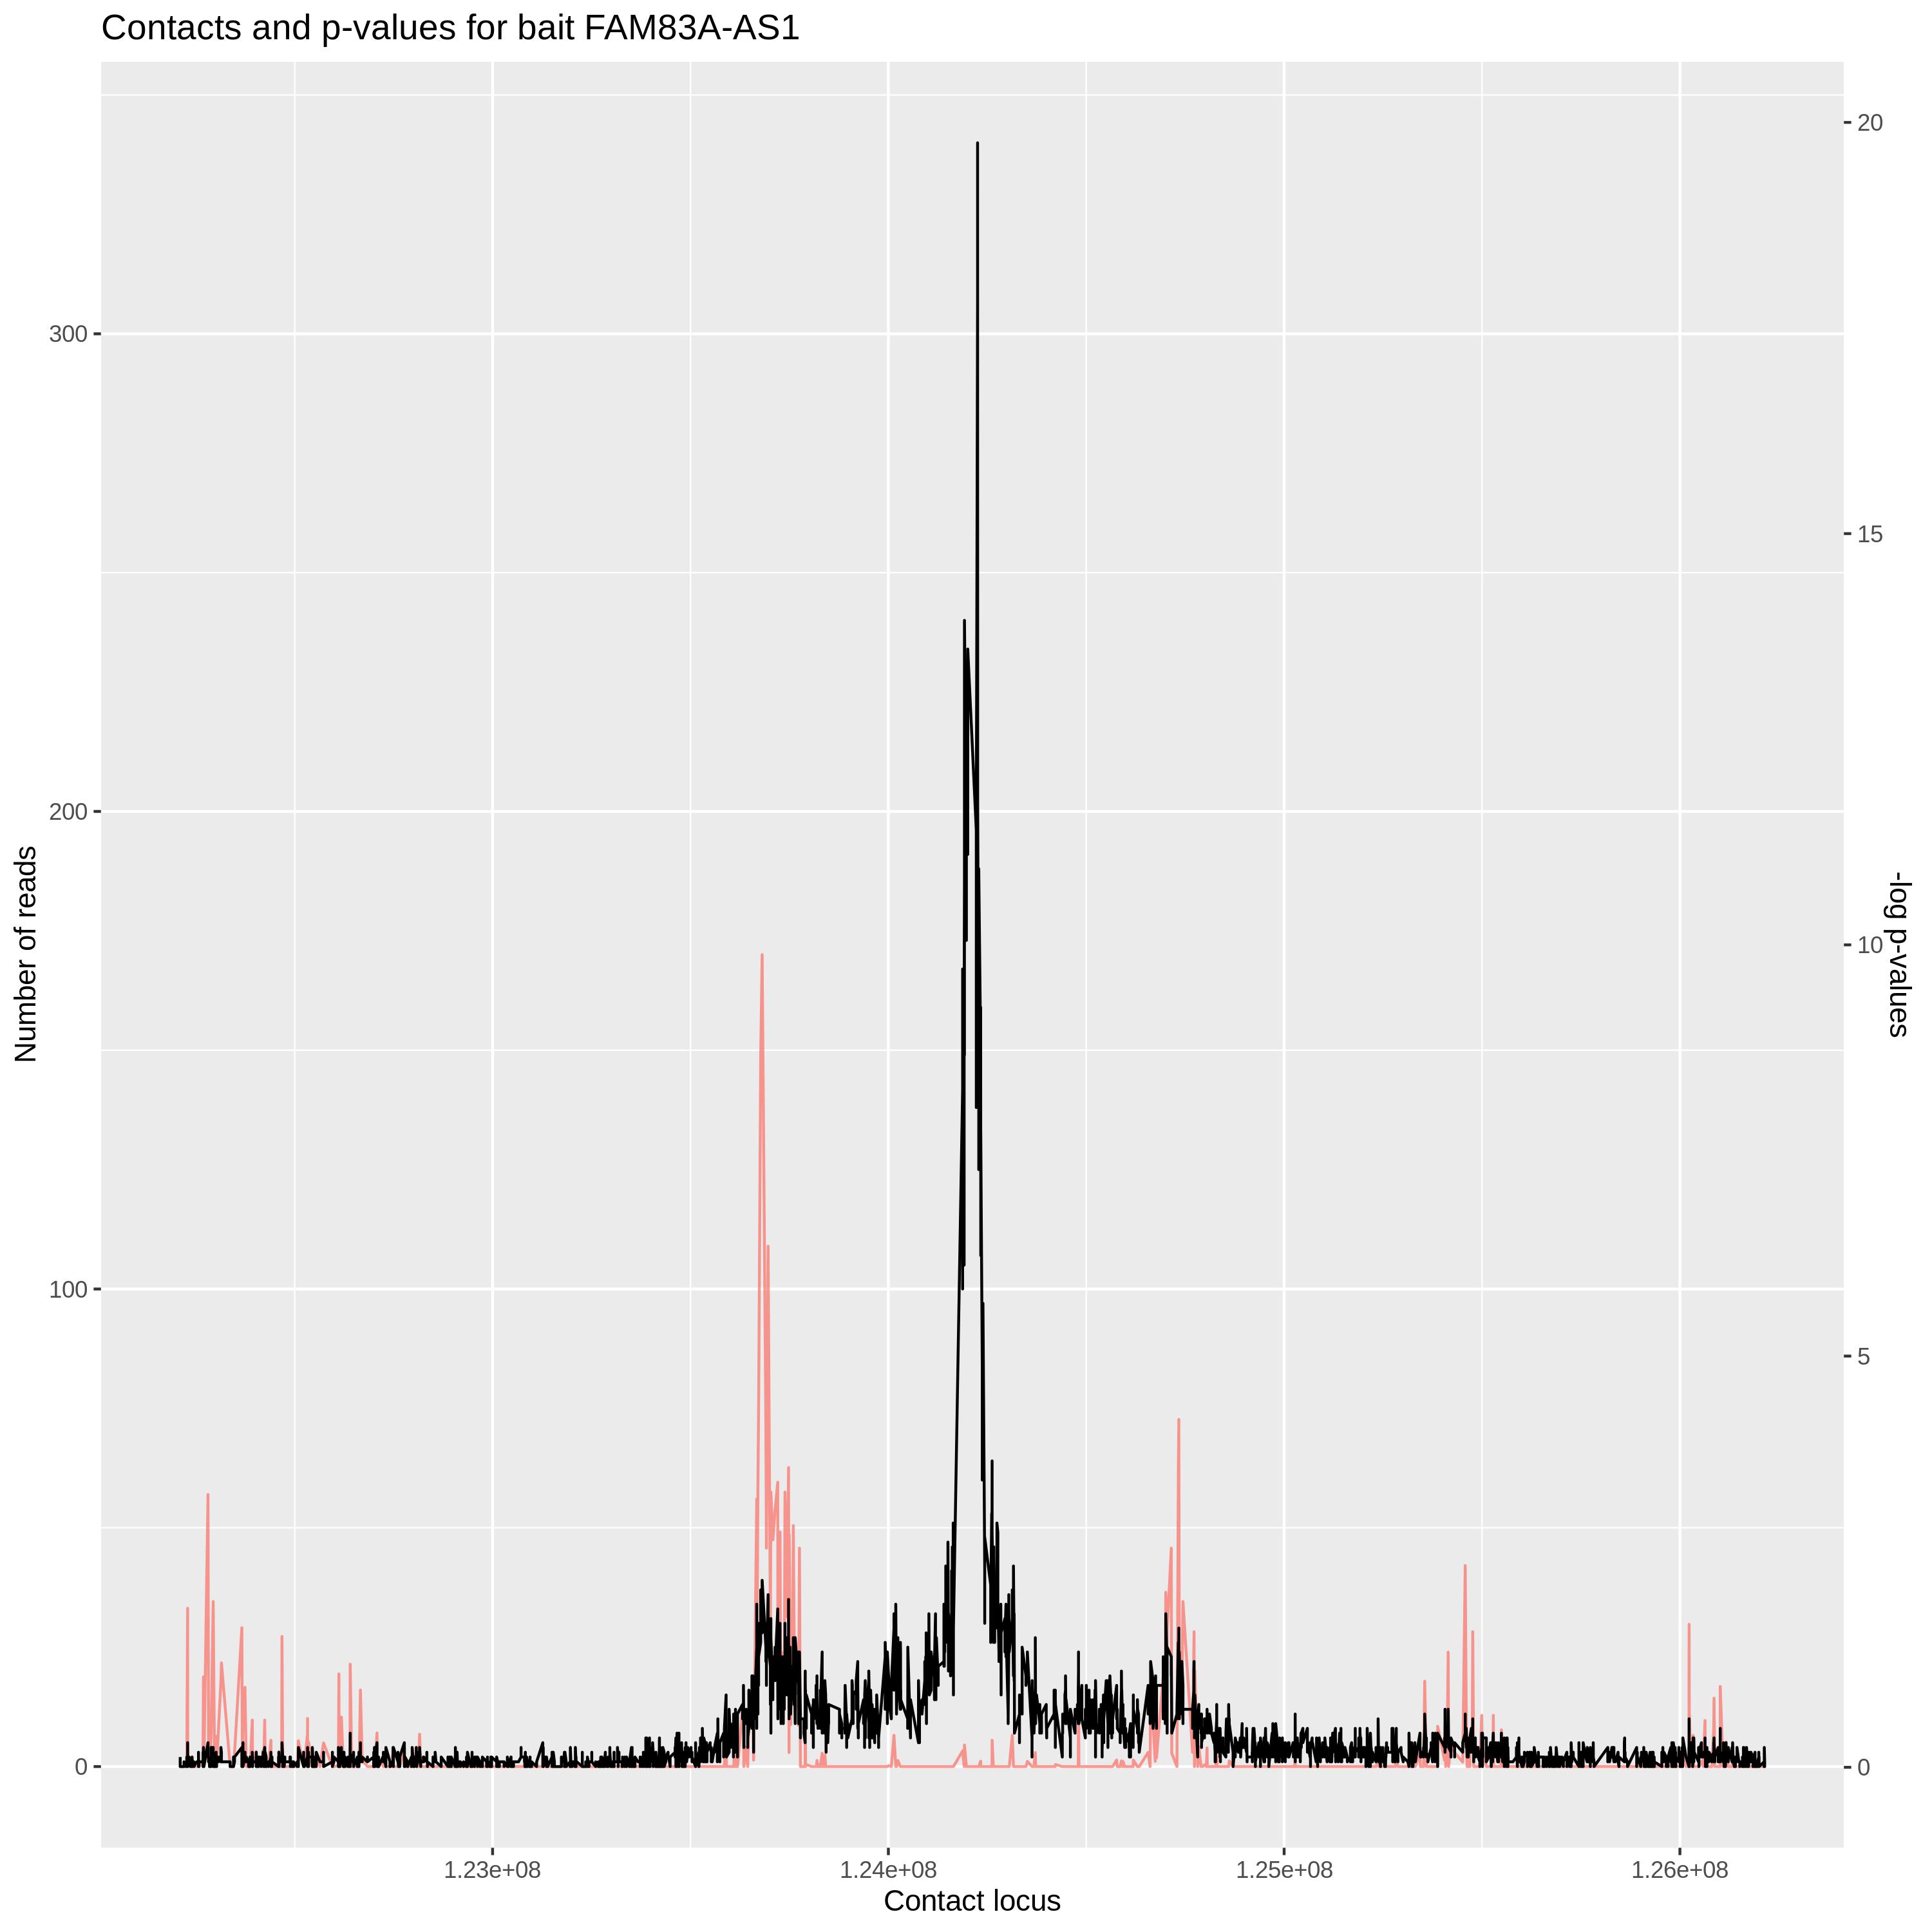 Contacts and p-values for bait FAM83A-AS1
Number of reads
300
200
100
0
20
15
10
5
0
-log p-values
1.23e+08
1.24e+08
1.25e+08
1.26e+08
Contact locus